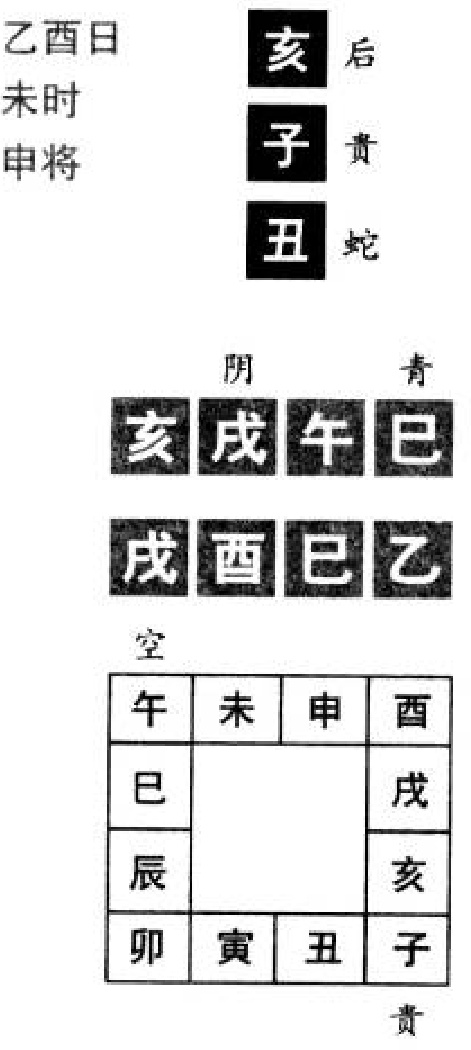 乙酉日
未时
申将
亥 后
子 贵
丑 蛇
阴 青
亥 戌 午 巳
戌 酉 巳 乙
空
午 未 申 酉
巳 戌
辰 亥
卯 寅 丑 子
贵